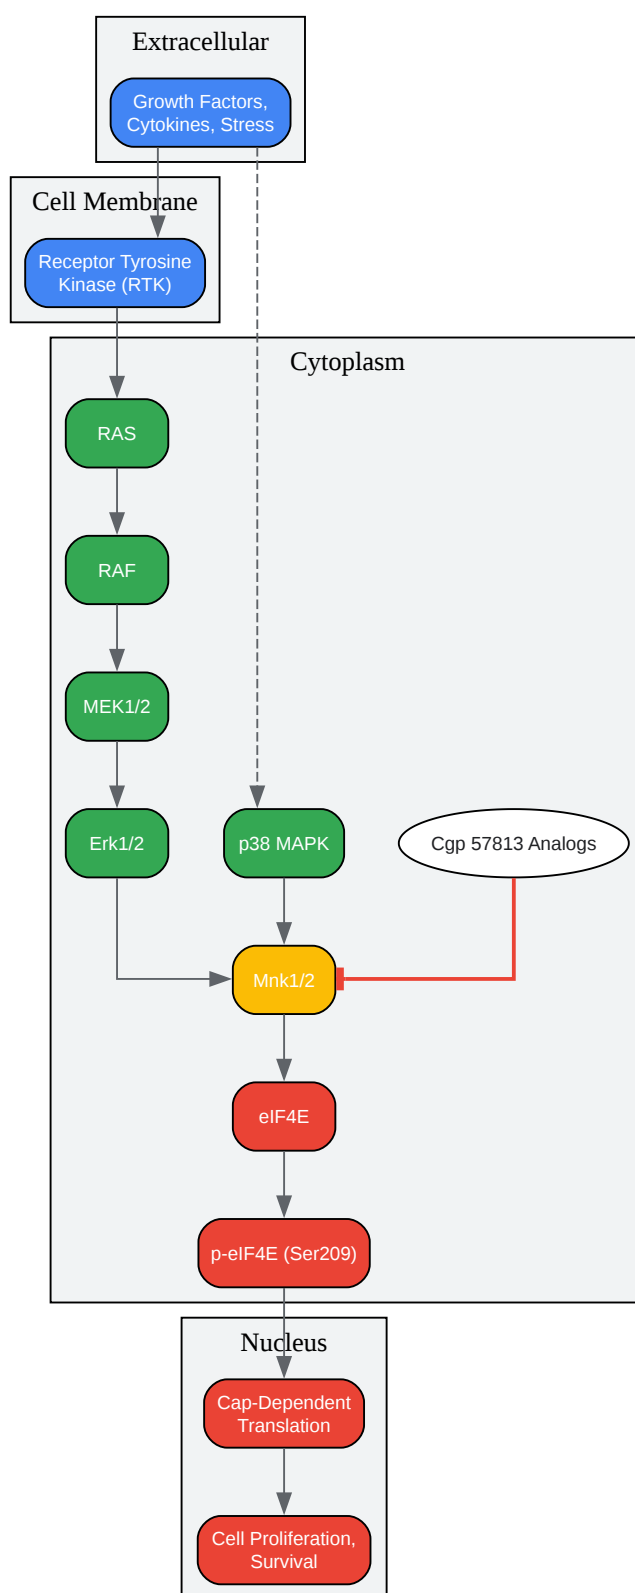 Extracellular
Growth Factors,
Cytokines, Stress
Cell Membrane
Receptor Tyrosine
Kinase (RTK)
Cytoplasm
RAS
RAF
MEK1/2
Erk1/2
p38 MAPK
Cgp 57813 Analogs
Mnk1/2
eIF4E
p-eIF4E (Ser209)
Nucleus
Cap-Dependent
Translation
Cell Proliferation,
Survival